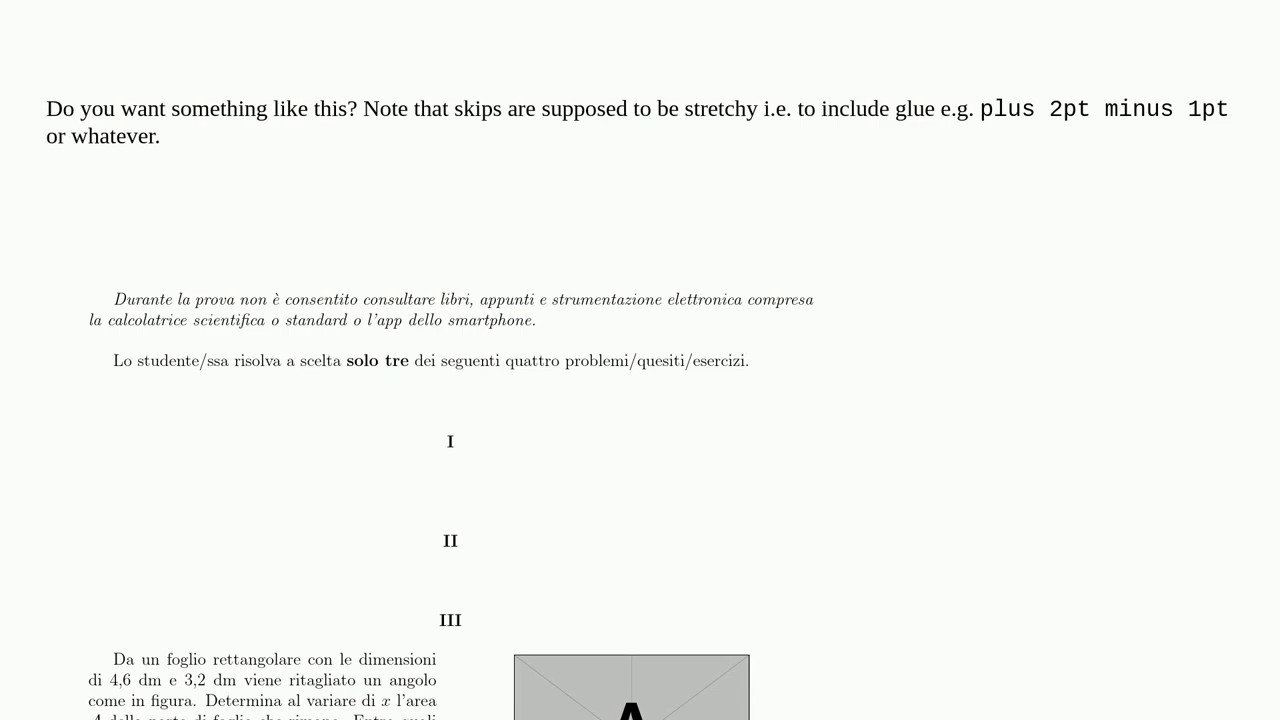 Do you want something like this? Note that skips are supposed to be stretchy i.e. to include glue e.g. plus 2pt minus 1pt
or whatever.
Durante la prova non è consentito consultare libri, appunti e strumentazione elettronica compresa
la calcolatrice scientifica o standard o l'app dello smartphone.
Lo studente/ssa risolva a scelta solo tre dei seguenti quattro problemi/quesiti/esercizi.
I
II
III
Da un foglio rettangolare con le dimensioni
di 4,6 dm e 3,2 dm viene ritagliato un angolo
come in figura. Determina al variare di x l'area
A